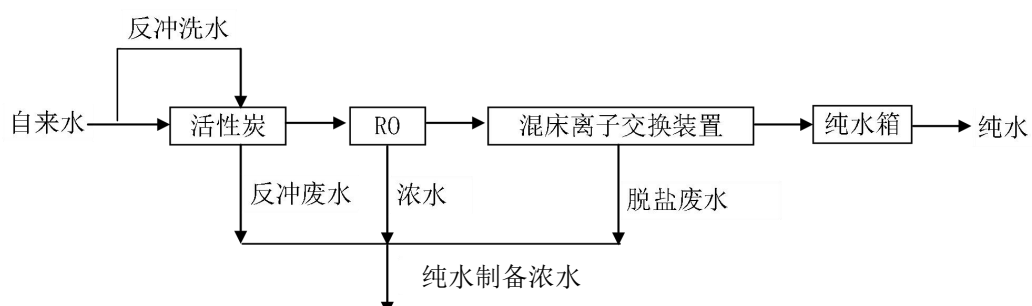 反冲洗水
自来水
活性炭
RO
混床离子交换装置
纯水箱
纯水
反冲废水
浓水
脱盐废水
纯水制备浓水